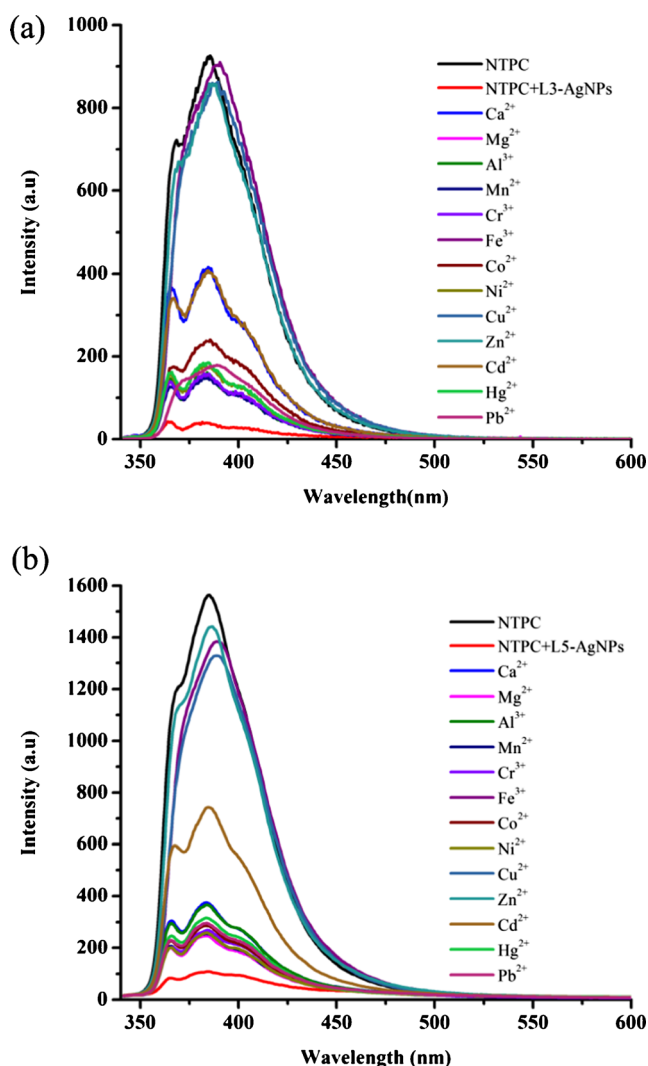 (a)
1000
800
600
400
200
0
350 400 450 500 550 600
Intensity (a.u)
Wavelength(nm)
NTPC
NTPC+L3-AgNPs
Ca²⁺
Mg²⁺
Al³⁺
Mn²⁺
Cr³⁺
Fe³⁺
Co²⁺
Ni²⁺
Cu²⁺
Zn²⁺
Cd²⁺
Hg²⁺
Pb²⁺
(b)
1600
1400
1200
1000
800
600
400
200
0
350 400 450 500 550 600
Intensity (a.u)
Wavelength (nm)
NTPC
NTPC+L5-AgNPs
Ca²⁺
Mg²⁺
Al³⁺
Mn²⁺
Cr³⁺
Fe³⁺
Co²⁺
Ni²⁺
Cu²⁺
Zn²⁺
Cd²⁺
Hg²⁺
Pb²⁺